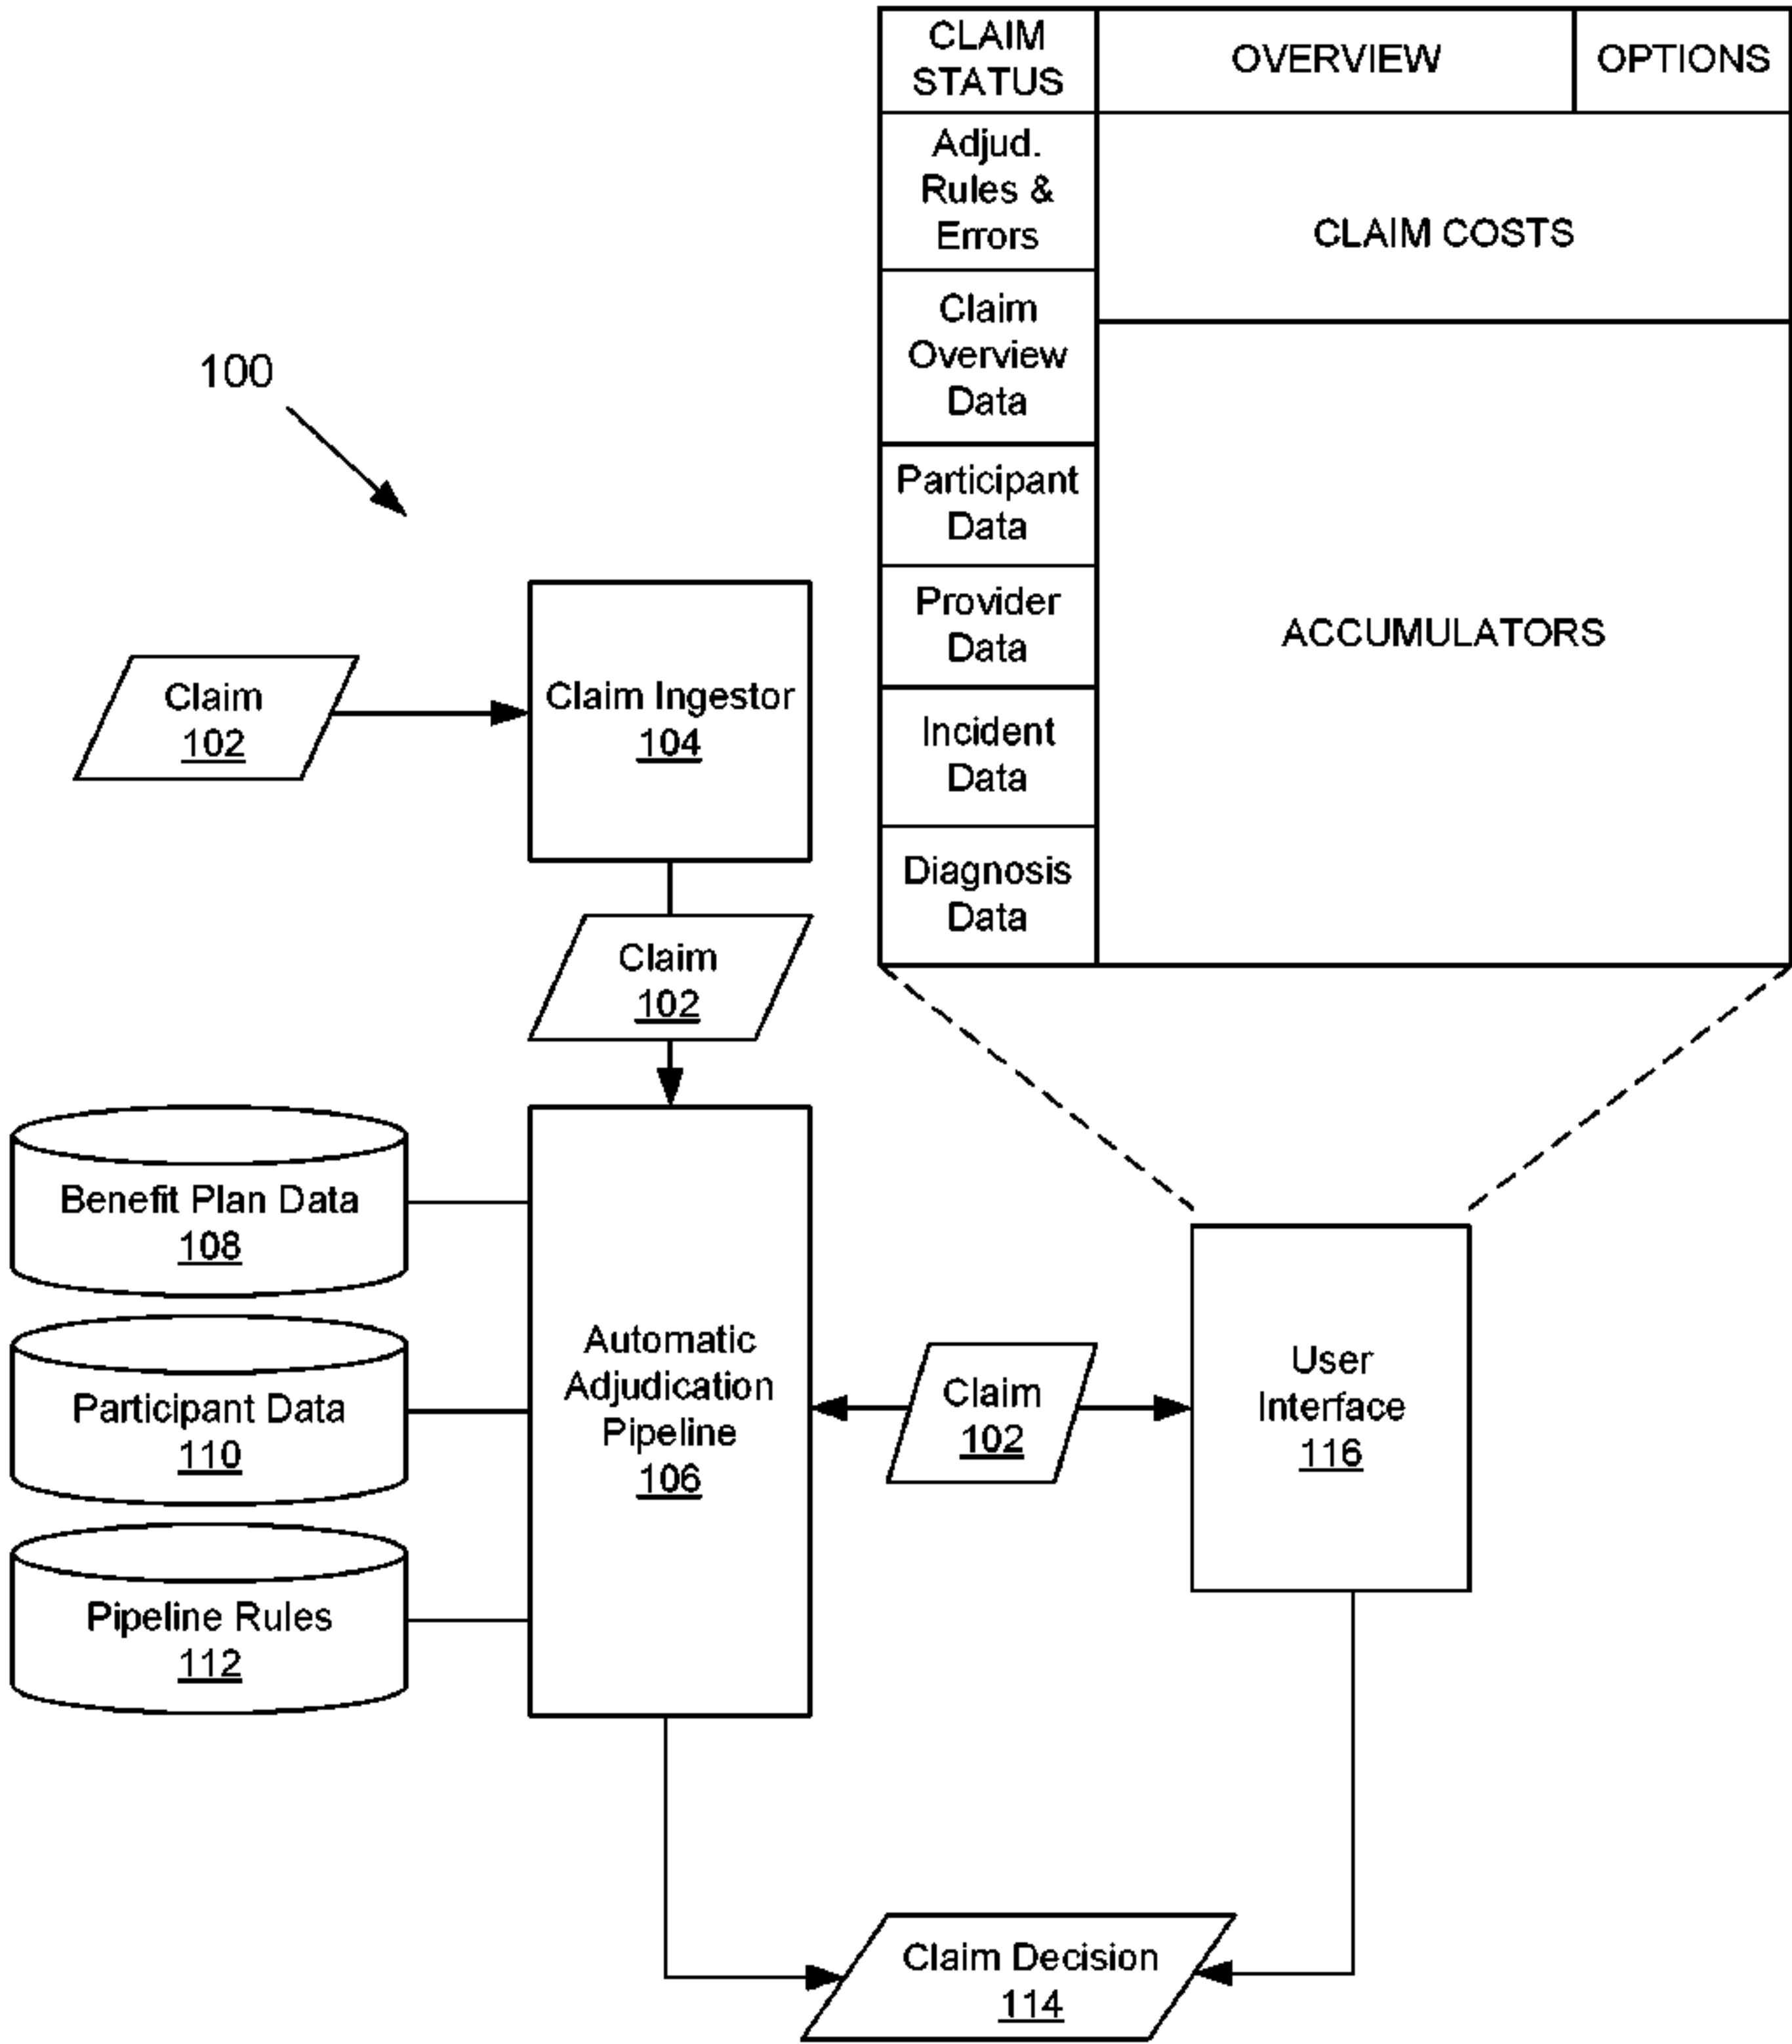 CLAIM
STATUS
OVERVIEW
OPTIONS
Adjud.
Rules &
Errors
CLAIM COSTS
Claim
Overview
Data
Participant
Data
Provider
Data
ACCUMULATORS
Incident
Data
Diagnosis
Data
100
Claim
102
Claim Ingestor
104
Claim
102
Benefit Plan Data
108
Participant Data
110
Pipeline Rules
112
Automatic
Adjudication
Pipeline
106
Claim
102
User
Interface
116
Claim Decision
114